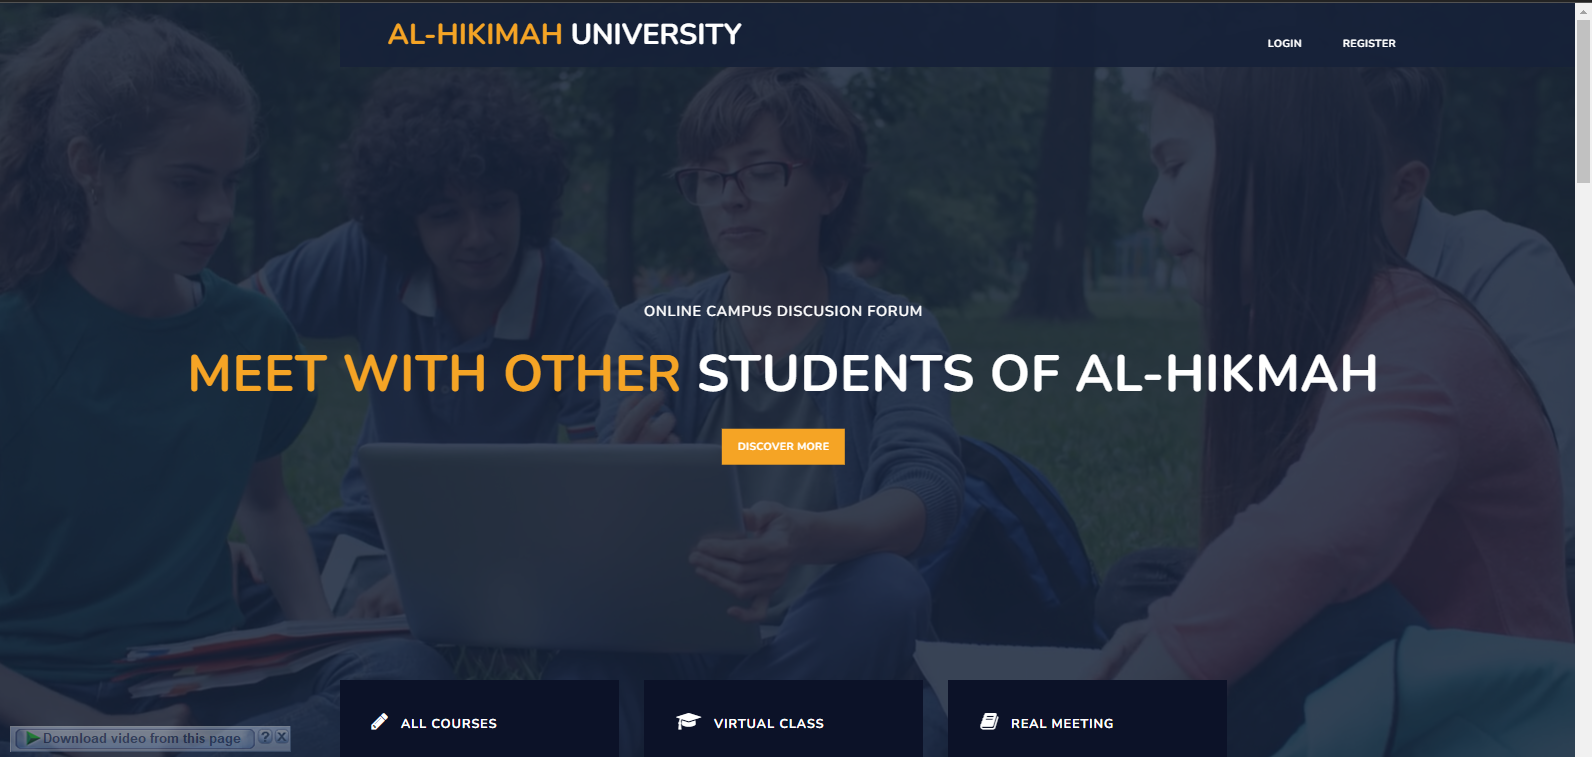 AL-HIKIMAH UNIVERSITY
LOGIN REGISTER
ONLINE CAMPUS DISCUSION FORUM
MEET WITH OTHER STUDENTS OF AL-HIKMAH
DISCOVER MORE
ALL COURSES
VIRTUAL CLASS
REAL MEETING
Download video from this page ? X